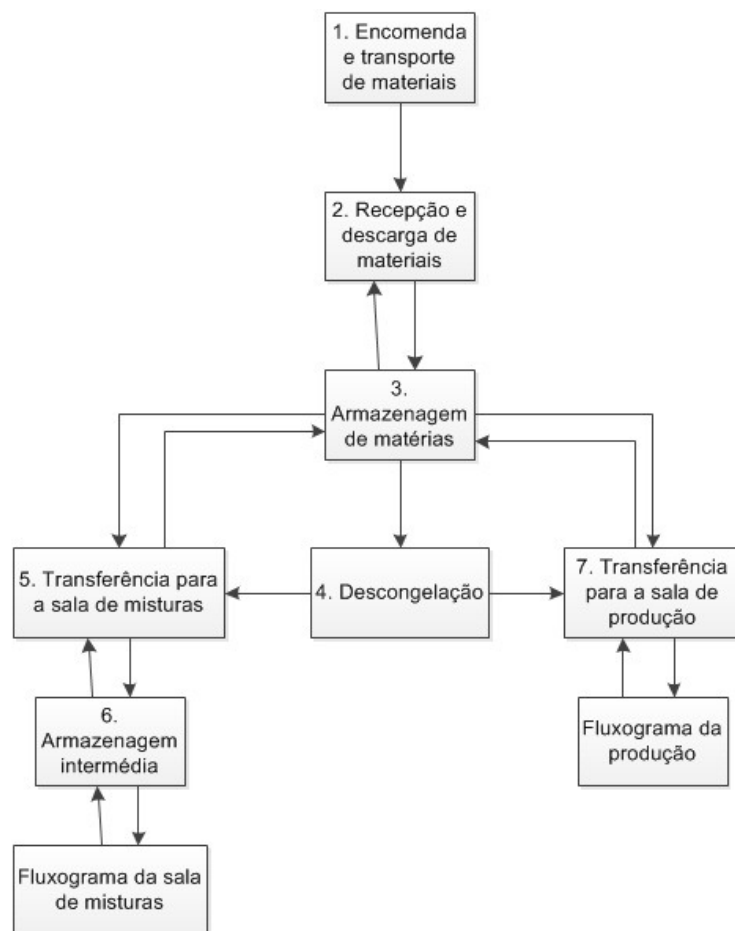 1. Encomenda
e transporte
de materiais
2. Recepção e
descarga de
materiais
3.
Armazenagem
de matérias
5. Transferência para
a sala de misturas
4. Descongelação
7. Transferência
para a sala de
produção
6.
Armazenagem
intermédia
Fluxograma da
produção
Fluxograma da sala
de misturas